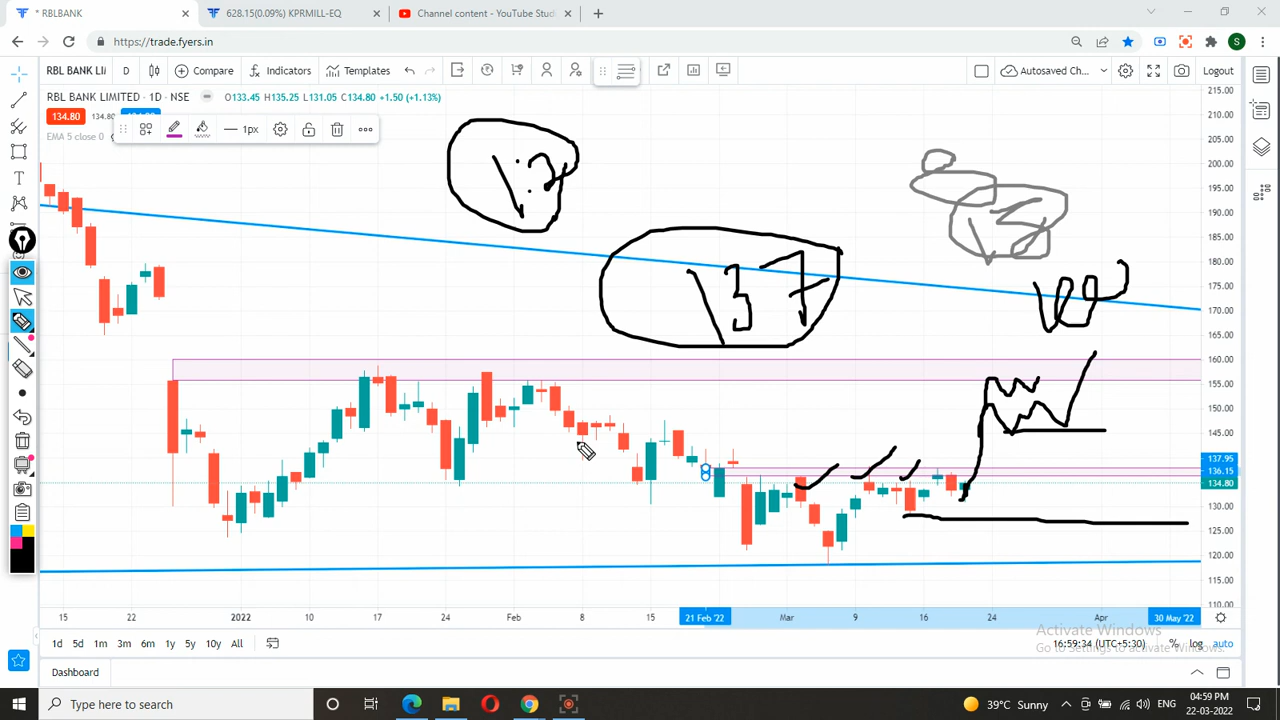 * RBLBANK
628.15(0.09%) KPRMILL-EQ
Channel content - YouTube Stud
https://trade.fyers.in
S
RBL BANK LI
D
Compare
Indicators
Templates
Autosaved Ch...
Logout
RBL BANK LIMITED · 1D · NSE
O133.45 H135.25 L131.05 C134.80 +1.50 (+1.13%)
134.80
134.80
EMA 5 close 0
1px
137
215.00
210.00
205.00
200.00
195.00
190.00
185.00
180.00
175.00
170.00
165.00
160.00
155.00
150.00
145.00
137.95
136.15
134.80
130.00
125.00
120.00
115.00
110.00
15 22 2022 10 17 24 Feb 8 15 21 Feb '22 Mar 9 16 24 Apr 30 May '22
1d 5d 1m 3m 6m 1y 5y 10y All
16:59:34 (UTC+5:30) % log auto
Activate Windows
Go to Settings to activate Windows.
Dashboard
Type here to search
39°C Sunny
ENG
04:59 PM
22-03-2022